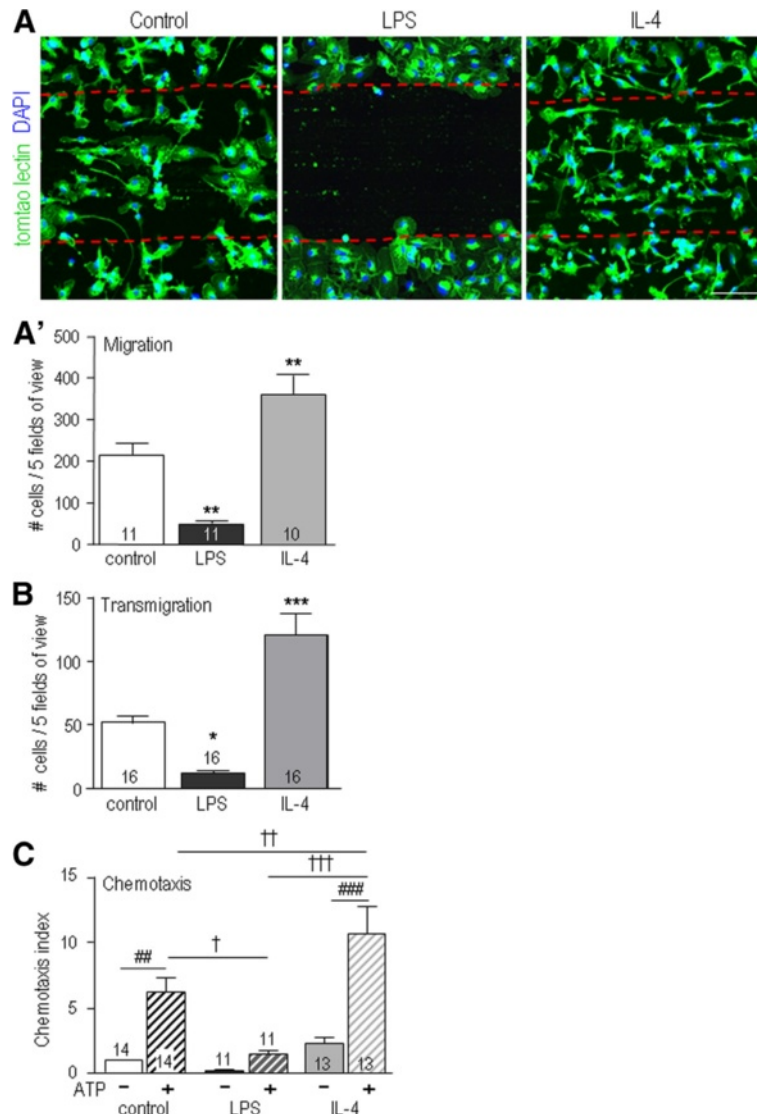 A
Control LPS IL-4
tomtao lectin DAPI
A'
Migration
# cells / 5 fields of view
500
400
300
200
100
0
** ** **
11 11 10
control LPS IL-4
B
Transmigration
# cells / 5 fields of view
150
100
50
0
* ***
16 16 16
control LPS IL-4
C
Chemotaxis
Chemotaxis index
15
10
5
0
††
†††
###
## †
14 14 11 11 13 13
ATP − + − + − +
control LPS IL-4